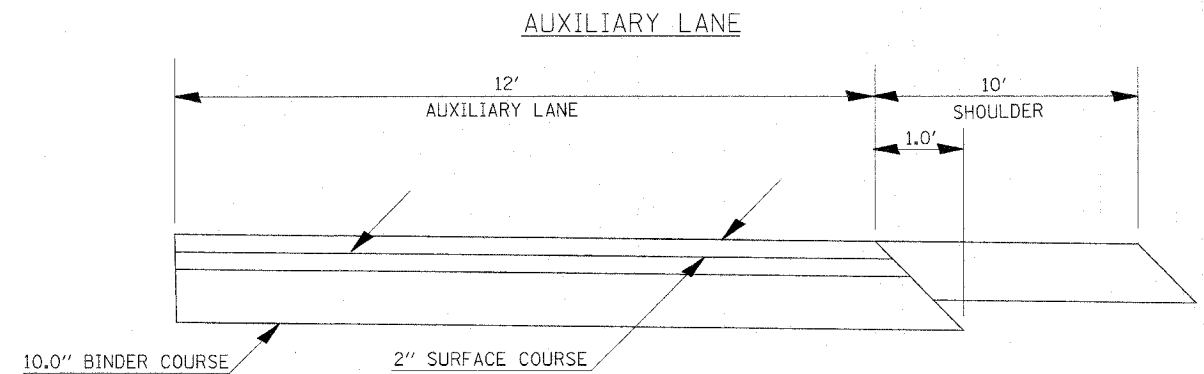 AUXILIARY LANE
12'
AUXILIARY LANE
10'
SHOULDER
1.0'
10.0" BINDER COURSE
2" SURFACE COURSE